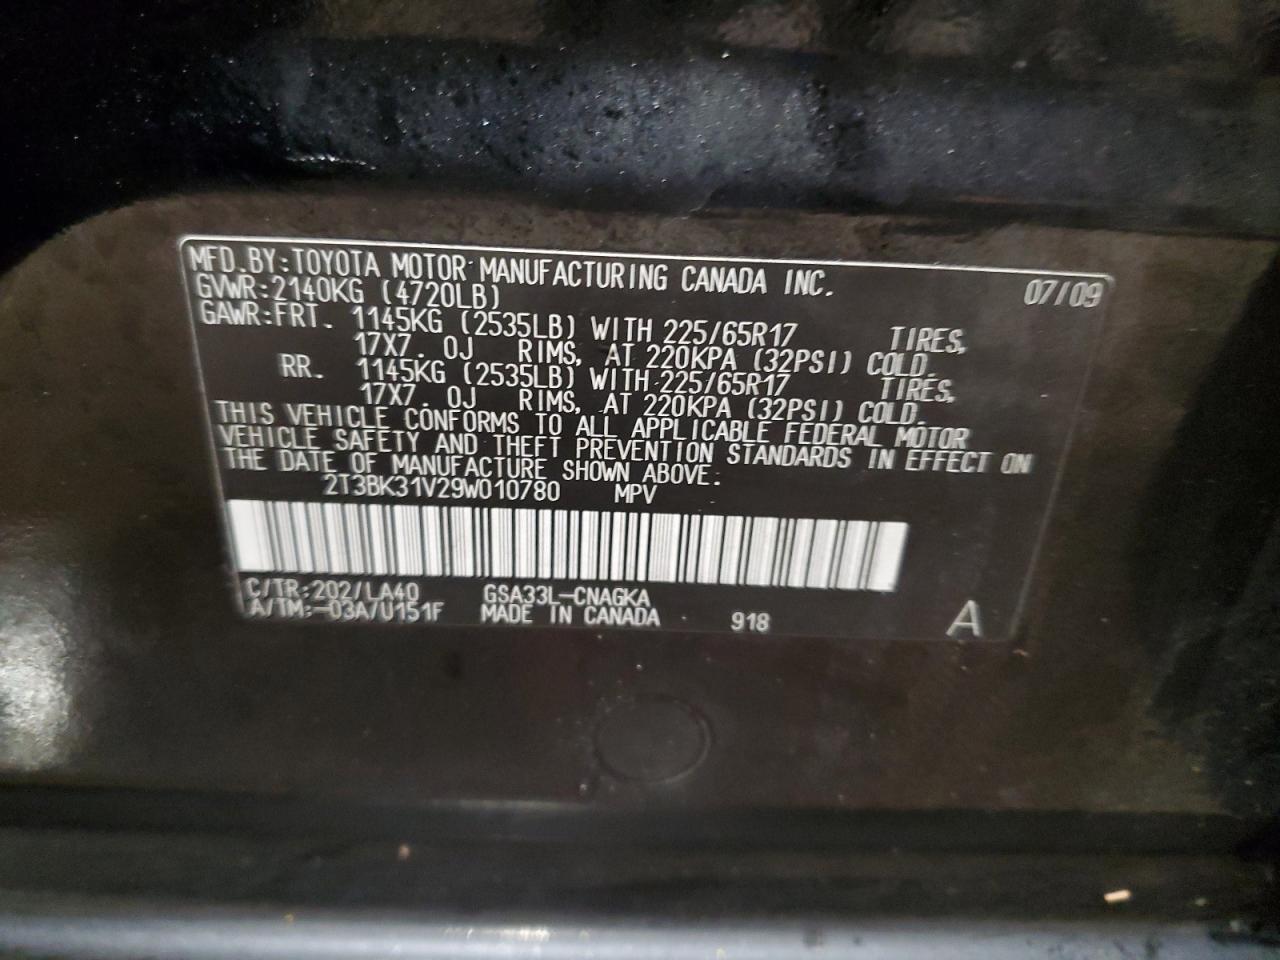 MFD.BY:TOYOTA MOTOR MANUFACTURING CANADA INC. 07/09
GVWR:2140KG (4720LB)
GAWR:FRT. 1145KG (2535LB) WITH 225/65R17 TIRES,
17X7.0J RIMS, AT 220KPA (32PSI) COLD.
RR. 1145KG (2535LB) WITH 225/65R17 TIRES,
17X7.0J RIMS, AT 220KPA (32PSI) COLD.
THIS VEHICLE CONFORMS TO ALL APPLICABLE FEDERAL MOTOR
VEHICLE SAFETY AND THEFT PREVENTION STANDARDS IN EFFECT ON
THE DATE OF MANUFACTURE SHOWN ABOVE.
2T3BK31V29W010780 MPV
C/TR:202/LA40 GSA33L-CNAGKA
A/TM:-03A/U151F MADE IN CANADA 918 A